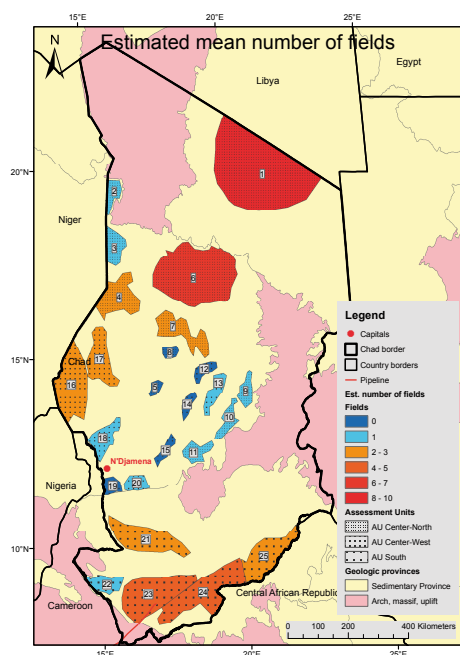 15°E 20°E 25°E
N
Estimated mean number of fields
Egypt
Libya
1
20°N
2
Niger
3
6
4
7
Legend
Capitals
8
Chad border
15°N
Chad
17
12
Country borders
16
13
Pipeline
9
Est. number of fields
14
Fields
10
0
18
1
15
11
2 - 3
N'Djamena
4 - 5
19
20
6 - 7
Nigeria
8 - 10
Assessment Units
AU Center-North
21
AU Center-West
10°N
25
AU South
Geologic provinces
22
24
Sedimentary Province
23
Central African Republic
Cameroon
Arch, massif, uplift
0 100 200 400 Kilometers
15°E 20°E 25°E